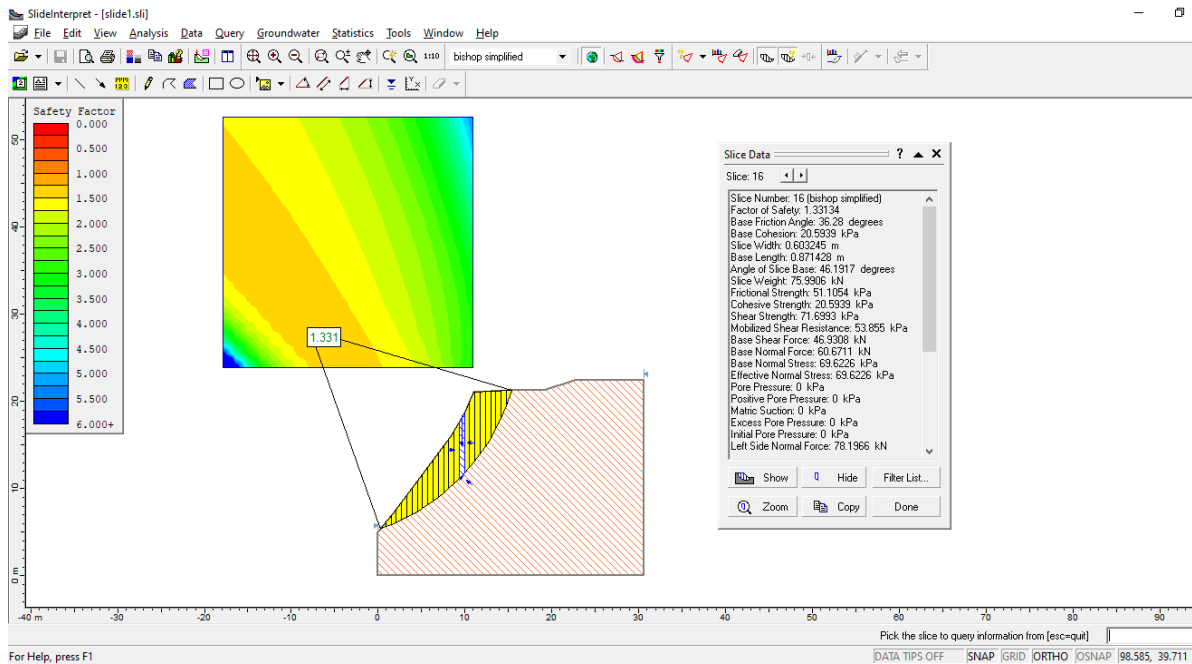 SlideInterpret - [slide1.sli]
File Edit View Analysis Data Query Groundwater Statistics Tools Window Help
1:10 bishop simplified
Safety Factor
0.000
0.500
1.000
1.500
2.000
2.500
3.000
3.500
4.000
4.500
5.000
5.500
6.000+
50
40
30
20
10
0 m
1.331
Slice Data
Slice: 16
Slice Number: 16 (bishop simplified)
Factor of Safety: 1.33134
Base Friction Angle: 36.28 degrees
Base Cohesion: 20.5939 kPa
Slice Width: 0.603245 m
Base Length: 0.871428 m
Angle of Slice Base: 46.1917 degrees
Slice Weight: 75.9906 kN
Frictional Strength: 51.1054 kPa
Cohesive Strength: 20.5939 kPa
Shear Strength: 71.6993 kPa
Mobilized Shear Resistance: 53.855 kPa
Base Shear Force: 46.9308 kN
Base Normal Force: 60.6711 kN
Base Normal Stress: 69.6226 kPa
Effective Normal Stress: 69.6226 kPa
Pore Pressure: 0 kPa
Positive Pore Pressure: 0 kPa
Matric Suction: 0 kPa
Excess Pore Pressure: 0 kPa
Initial Pore Pressure: 0 kPa
Left Side Normal Force: 78.1966 kN
Show Hide Filter List...
Zoom Copy Done
-40 m -30 -20 -10 0 10 20 30 40 50 60 70 80 90
Pick the slice to query information from [esc=quit]
For Help, press F1 DATA TIPS OFF SNAP GRID ORTHO OSNAP 98.585, 39.711